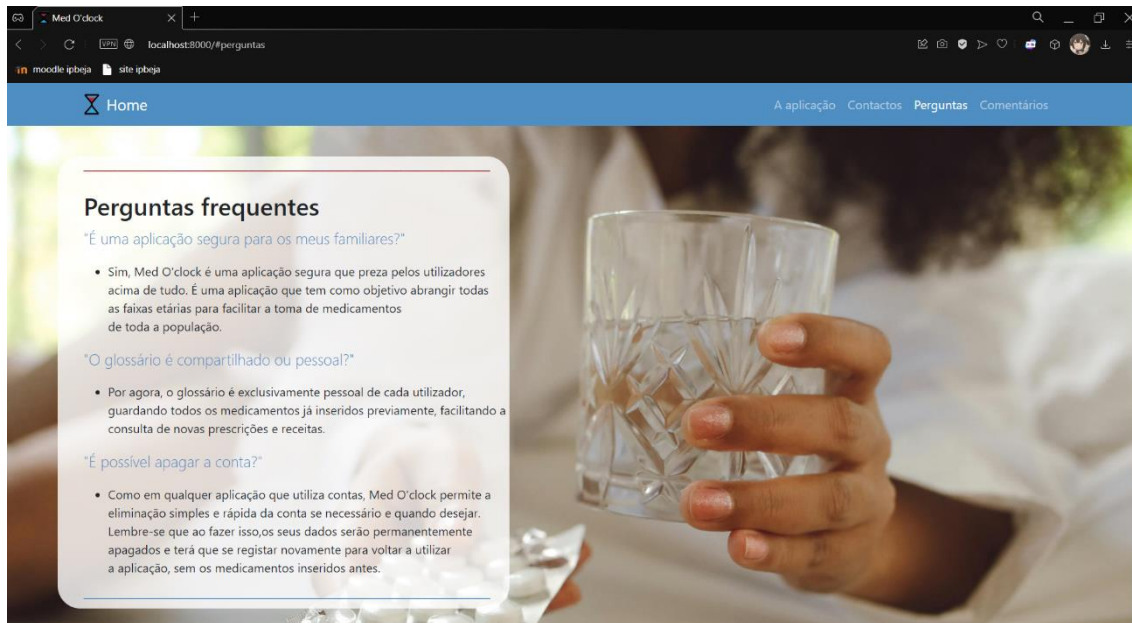 Med O'clock
VPN
localhost:8000/#perguntas
moodle ipbeja
site ipbeja
Home
A aplicação
Contactos
Perguntas
Comentários
Perguntas frequentes
"É uma aplicação segura para os meus familiares?"
• Sim, Med O'clock é uma aplicação segura que preza pelos utilizadores
acima de tudo. É uma aplicação que tem como objetivo abrangir todas
as faixas etárias para facilitar a toma de medicamentos
de toda a população.
"O glossário é compartilhado ou pessoal?"
• Por agora, o glossário é exclusivamente pessoal de cada utilizador,
guardando todos os medicamentos já inseridos previamente, facilitando a
consulta de novas prescrições e receitas.
"É possível apagar a conta?"
• Como em qualquer aplicação que utiliza contas, Med O'clock permite a
eliminação simples e rápida da conta se necessário e quando desejar.
Lembre-se que ao fazer isso,os seus dados serão permanentemente
apagados e terá que se registar novamente para voltar a utilizar
a aplicação, sem os medicamentos inseridos antes.